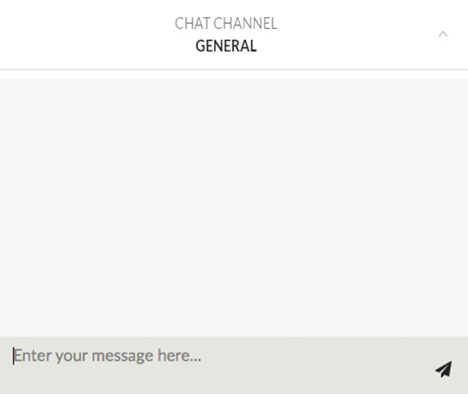 CHAT CHANNEL
GENERAL
Enter your message here...